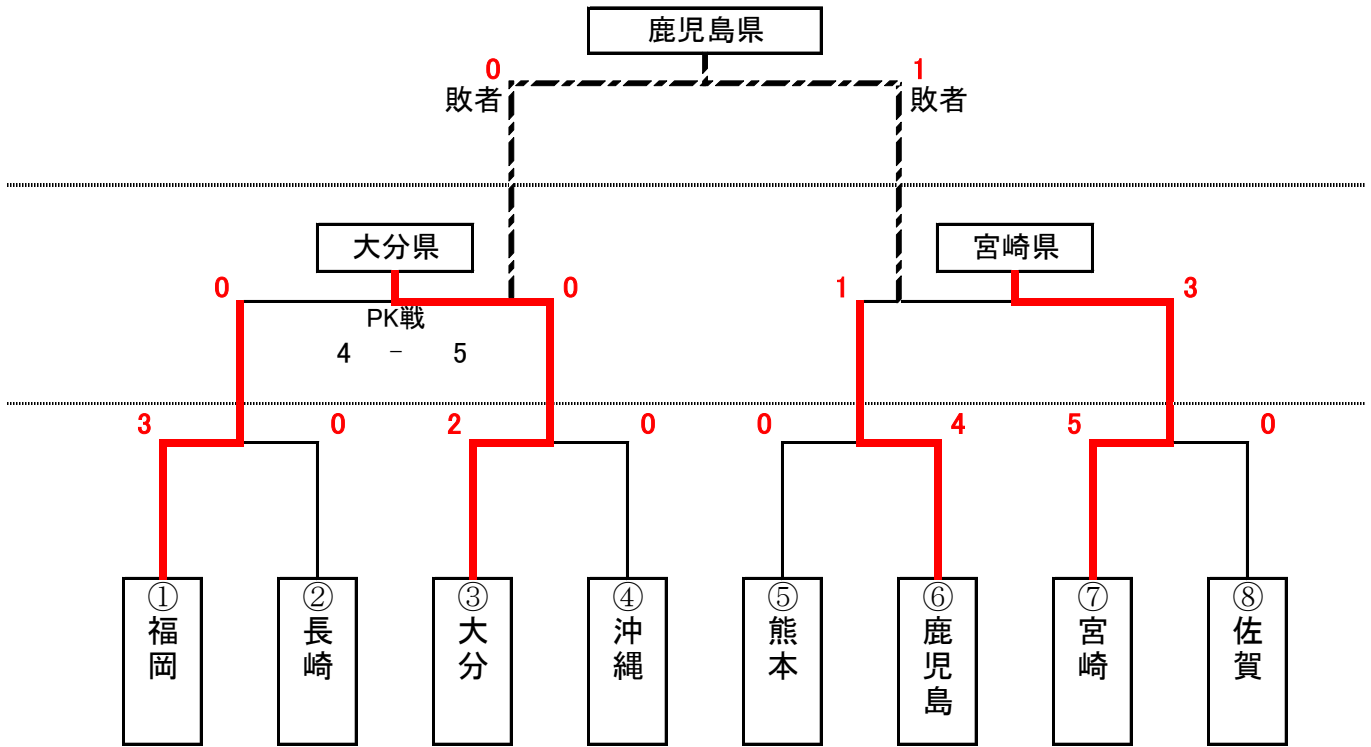 鹿児島県
0 1
敗者 敗者
大分県 宮崎県
0 0 1 3
PK戦
4 - 5
3 0 2 0 0 4 5 0
①福岡
②長崎
③大分
④沖縄
⑤熊本
⑥鹿児島
⑦宮崎
⑧佐賀